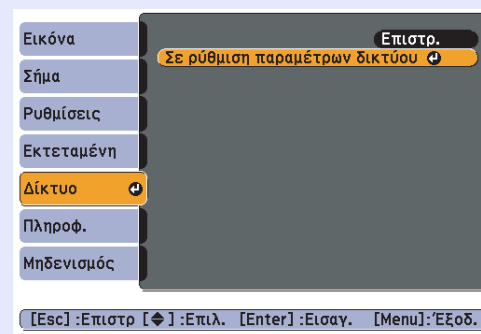 Εικόνα
Σήμα
Ρυθμίσεις
Εκτεταμένη
Δίκτυο
Πληροφ.
Μηδενισμός
Επιστρ.
Σε ρύθμιση παραμέτρων δικτύου
[Esc] :Επιστρ [◆] :Επιλ. [Enter] :Εισαγ. [Menu]:Έξοδ.